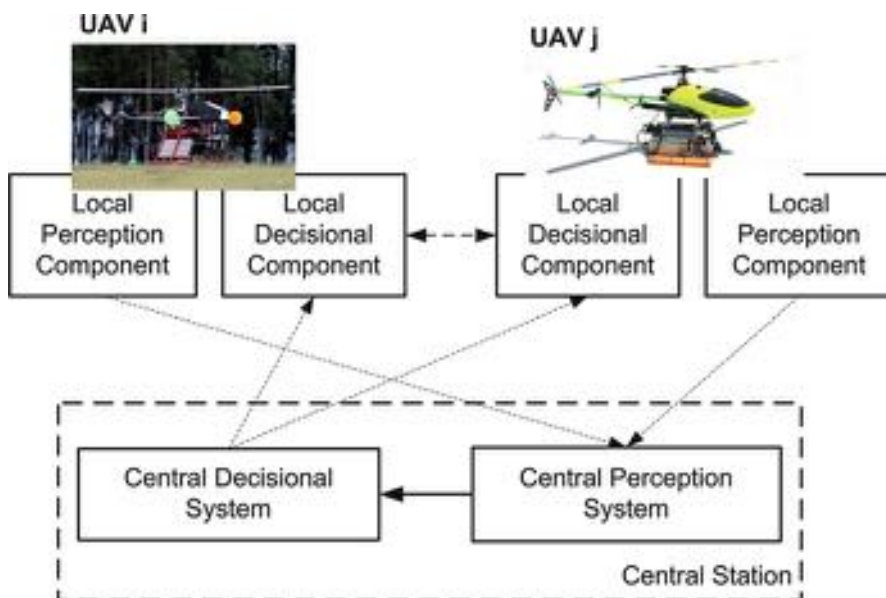 UAV i
UAV j
Local
Perception
Component
Local
Decisional
Component
Local
Decisional
Component
Local
Perception
Component
Central Decisional
System
Central Perception
System
Central Station